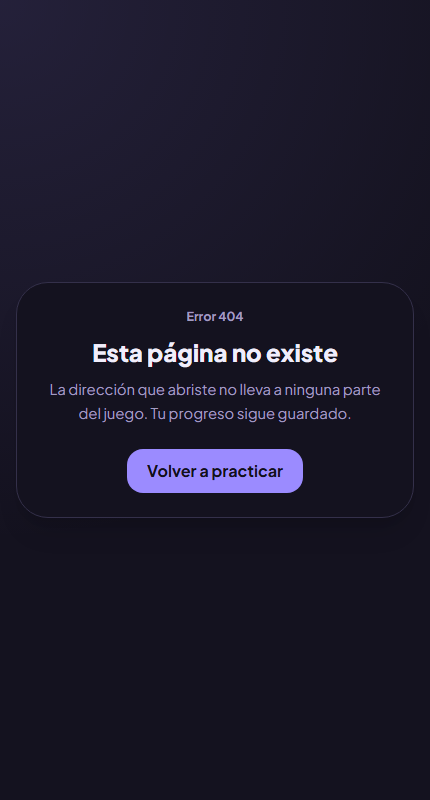 Error 404
Esta página no existe
La dirección que abriste no lleva a ninguna parte
del juego. Tu progreso sigue guardado.
Volver a practicar